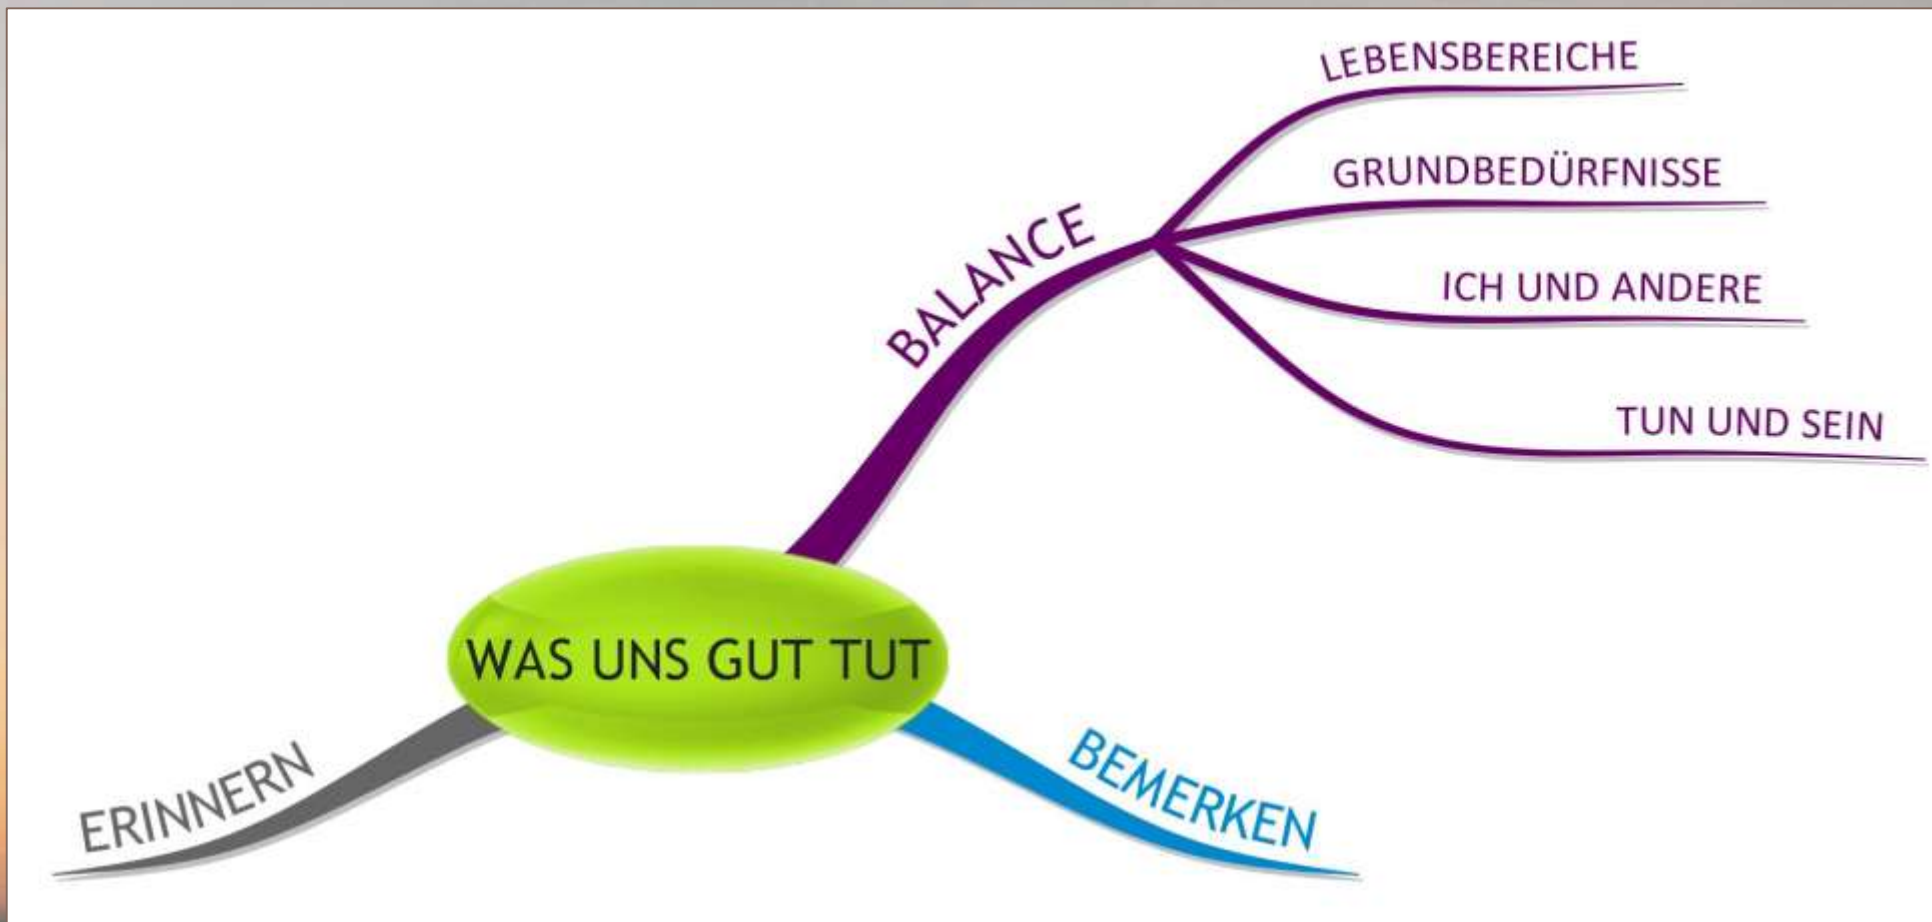 LEBENSBEREICHE
GRUNDBEDÜRFNISSE
BALANCE
ICH UND ANDERE
TUN UND SEIN
WAS UNS GUT TUT
ERINNERN
BEMERKEN